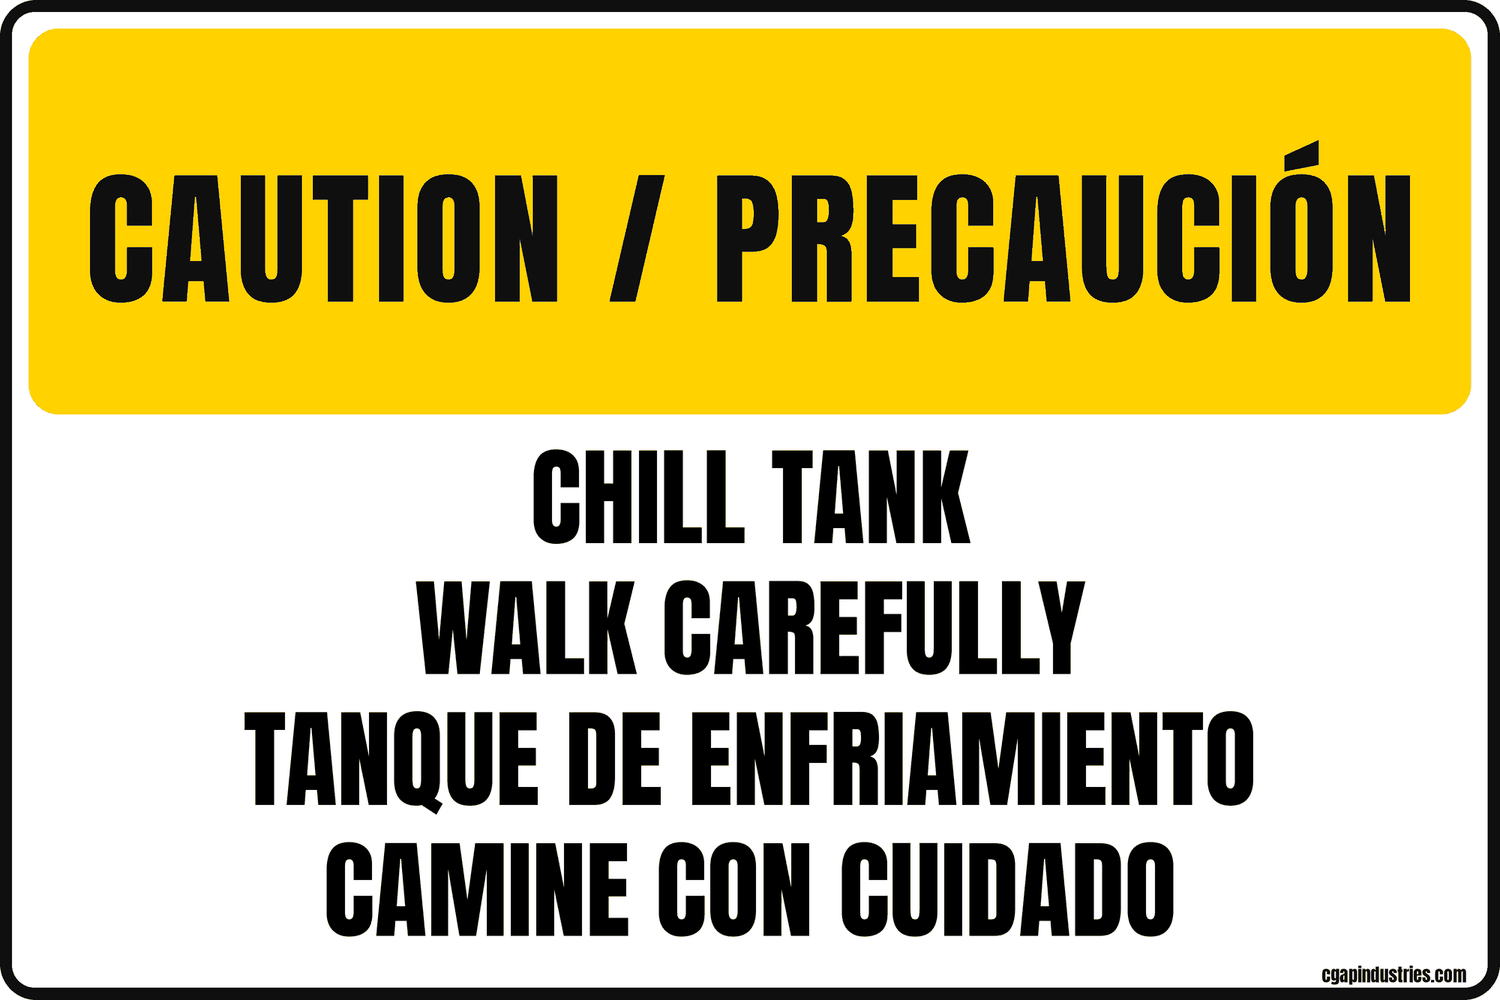 CAUTION / PRECAUCIÓN
CHILL TANK
WALK CAREFULLY
TANQUE DE ENFRIAMIENTO
CAMINE CON CUIDADO
cgapindustries.com